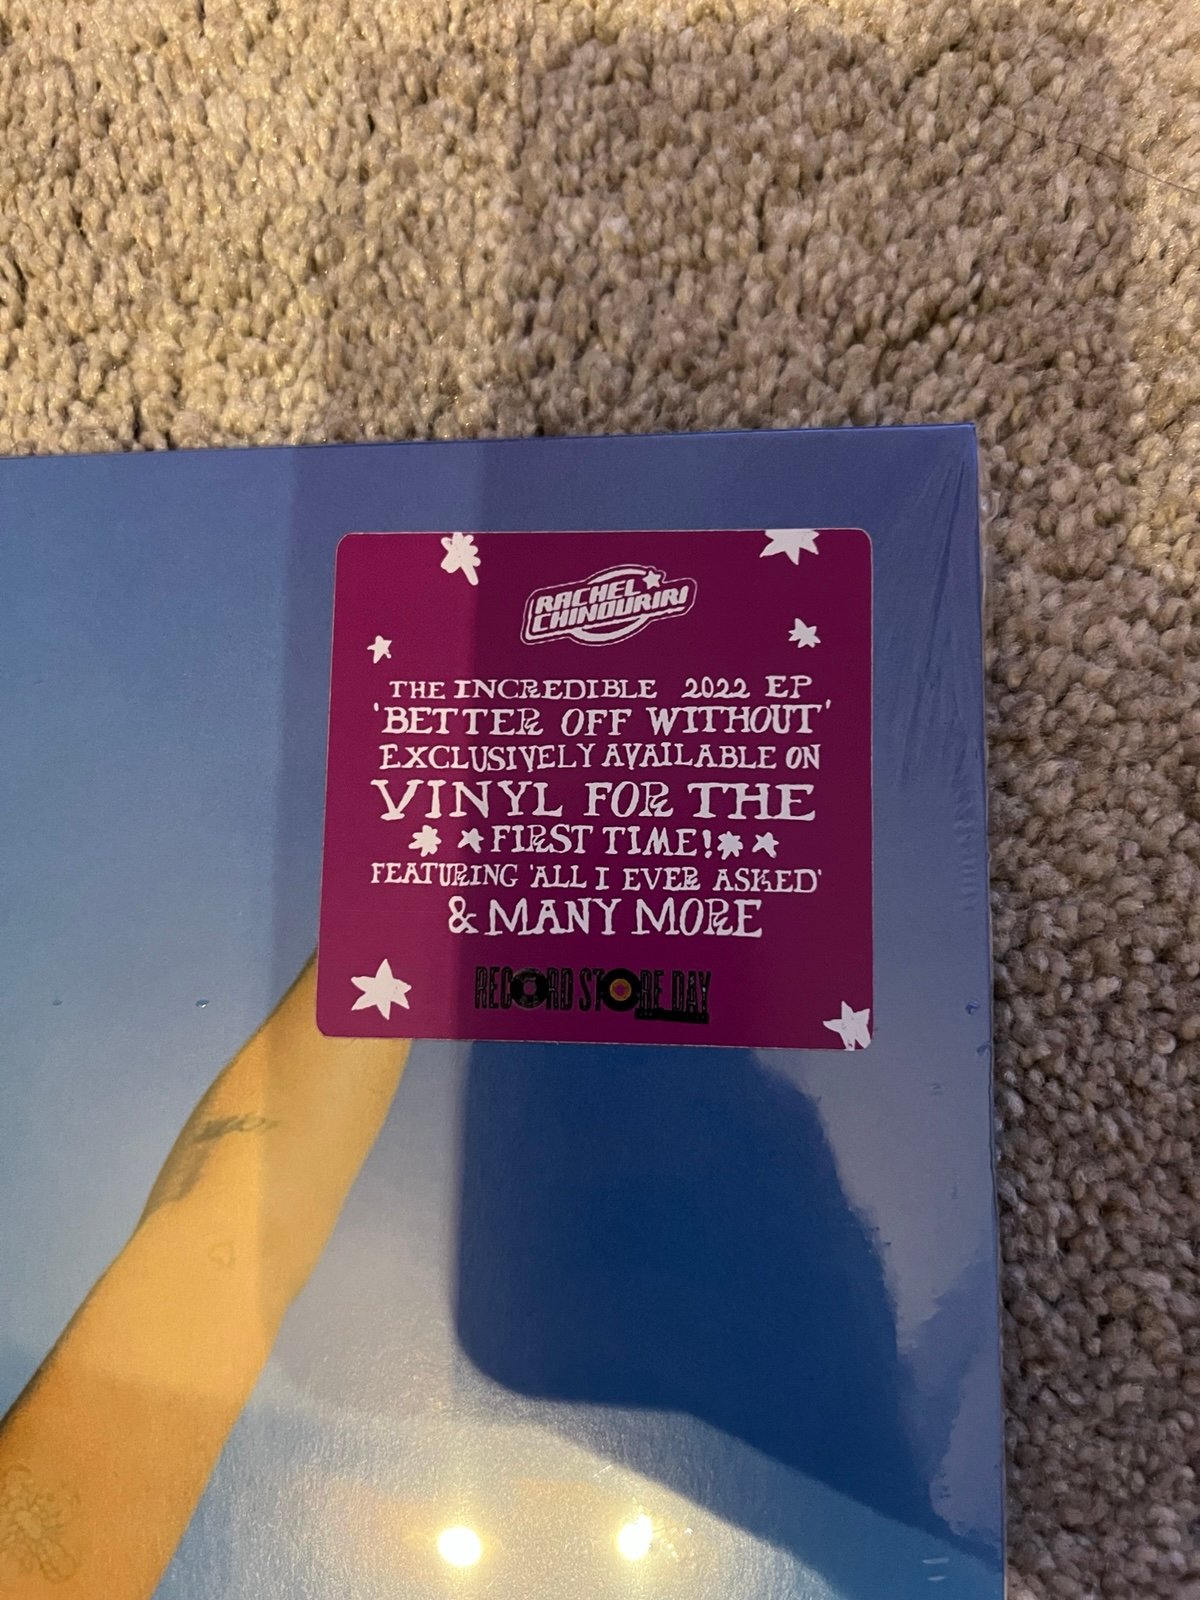 RACHEL
CHINOURIRI
THE INCREDIBLE 2022 EP
'BETTER OFF WITHOUT'
EXCLUSIVELY AVAILABLE ON
VINYL FOR THE
FIRST TIME!
FEATURING 'ALL I EVER ASKED'
& MANY MORE
RECORD STORE DAY